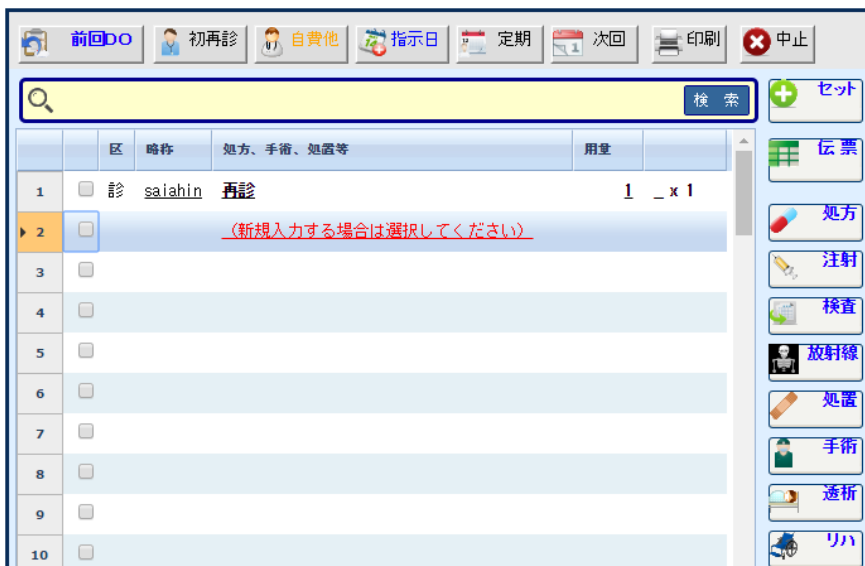 前回DO 初再診 自費他 指示日 定期 1 次回 印刷 中止
検 索
セット
区 略称 処方、手術、処置等 用量
伝票
1 診 saiahin 再診 1 _ x 1
処方
2 (新規入力する場合は選択してください)
注射
3
検査
4
放射線
5
処置
6
手術
7
透析
8
リハ
9
10